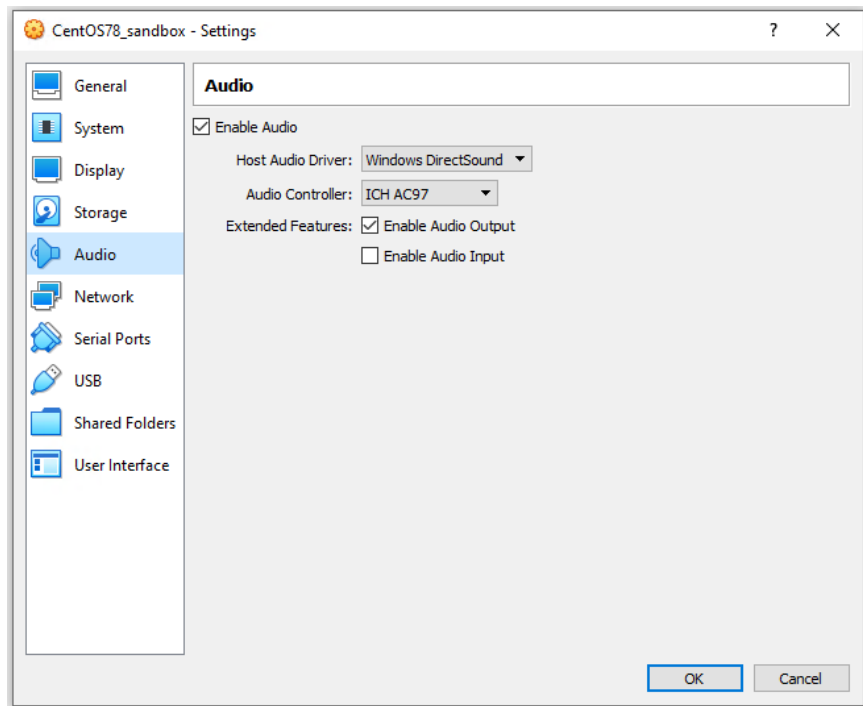 CentOS78_sandbox - Settings
?
General
System
Display
Storage
Audio
Network
Serial Ports
USB
Shared Folders
User Interface
Audio
Enable Audio
Host Audio Driver: Windows DirectSound
Audio Controller: ICH AC97
Extended Features: Enable Audio Output
Enable Audio Input
OK Cancel